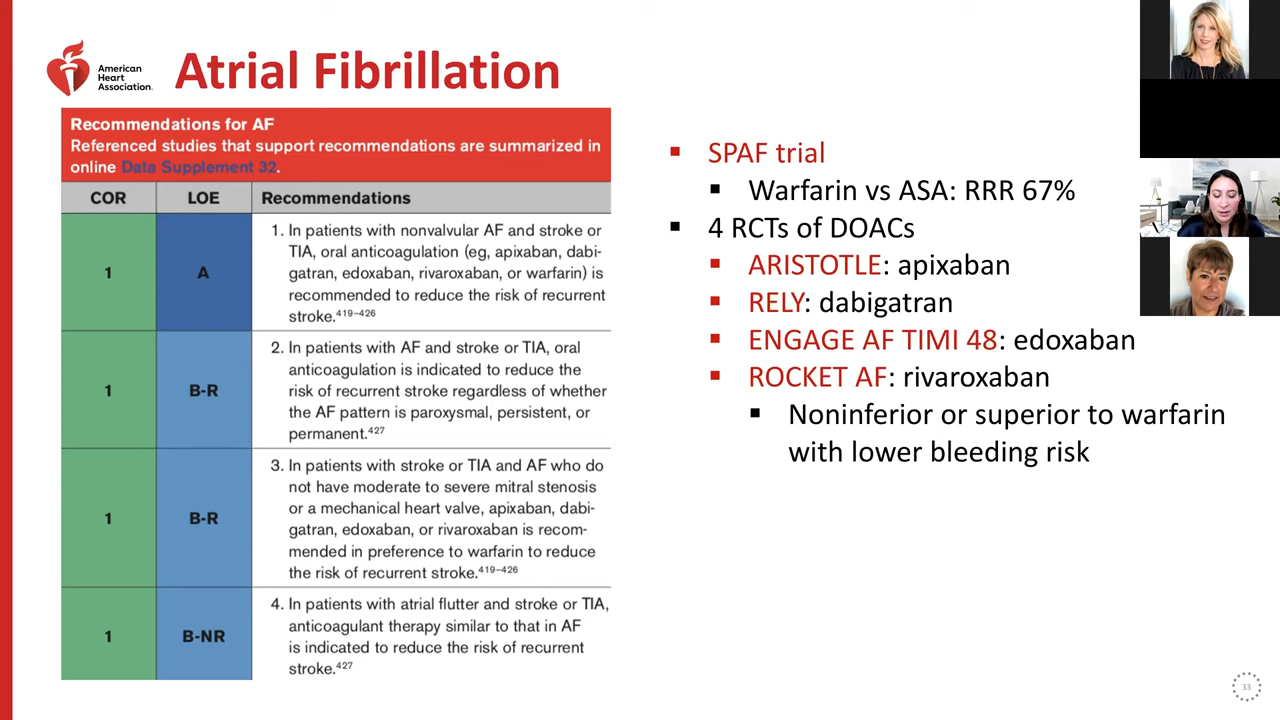 American
Heart
Association.
Atrial Fibrillation
Recommendations for AF
Referenced studies that support recommendations are summarized in
online Data Supplement 32.
COR LOE Recommendations
1 A
1. In patients with nonvalvular AF and stroke or
TIA, oral anticoagulation (eg, apixaban, dabi-
gatran, edoxaban, rivaroxaban, or warfarin) is
recommended to reduce the risk of recurrent
stroke.419–426
1 B-R
2. In patients with AF and stroke or TIA, oral
anticoagulation is indicated to reduce the
risk of recurrent stroke regardless of whether
the AF pattern is paroxysmal, persistent, or
permanent.427
1 B-R
3. In patients with stroke or TIA and AF who do
not have moderate to severe mitral stenosis
or a mechanical heart valve, apixaban, dabi-
gatran, edoxaban, or rivaroxaban is recom-
mended in preference to warfarin to reduce
the risk of recurrent stroke.419–426
1 B-NR
4. In patients with atrial flutter and stroke or TIA,
anticoagulant therapy similar to that in AF
is indicated to reduce the risk of recurrent
stroke.427
SPAF trial
Warfarin vs ASA: RRR 67%
4 RCTs of DOACs
ARISTOTLE: apixaban
RELY: dabigatran
ENGAGE AF TIMI 48: edoxaban
ROCKET AF: rivaroxaban
Noninferior or superior to warfarin
with lower bleeding risk
33